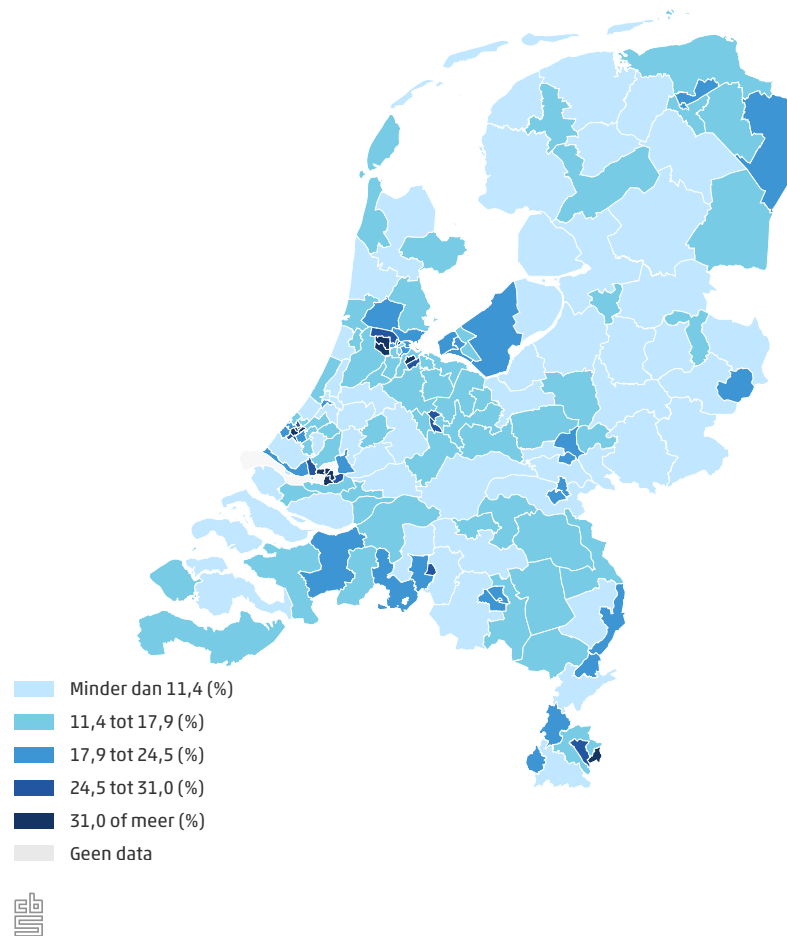 Minder dan 11,4 (%)
11,4 tot 17,9 (%)
17,9 tot 24,5 (%)
24,5 tot 31,0 (%)
31,0 of meer (%)
Geen data
cbs